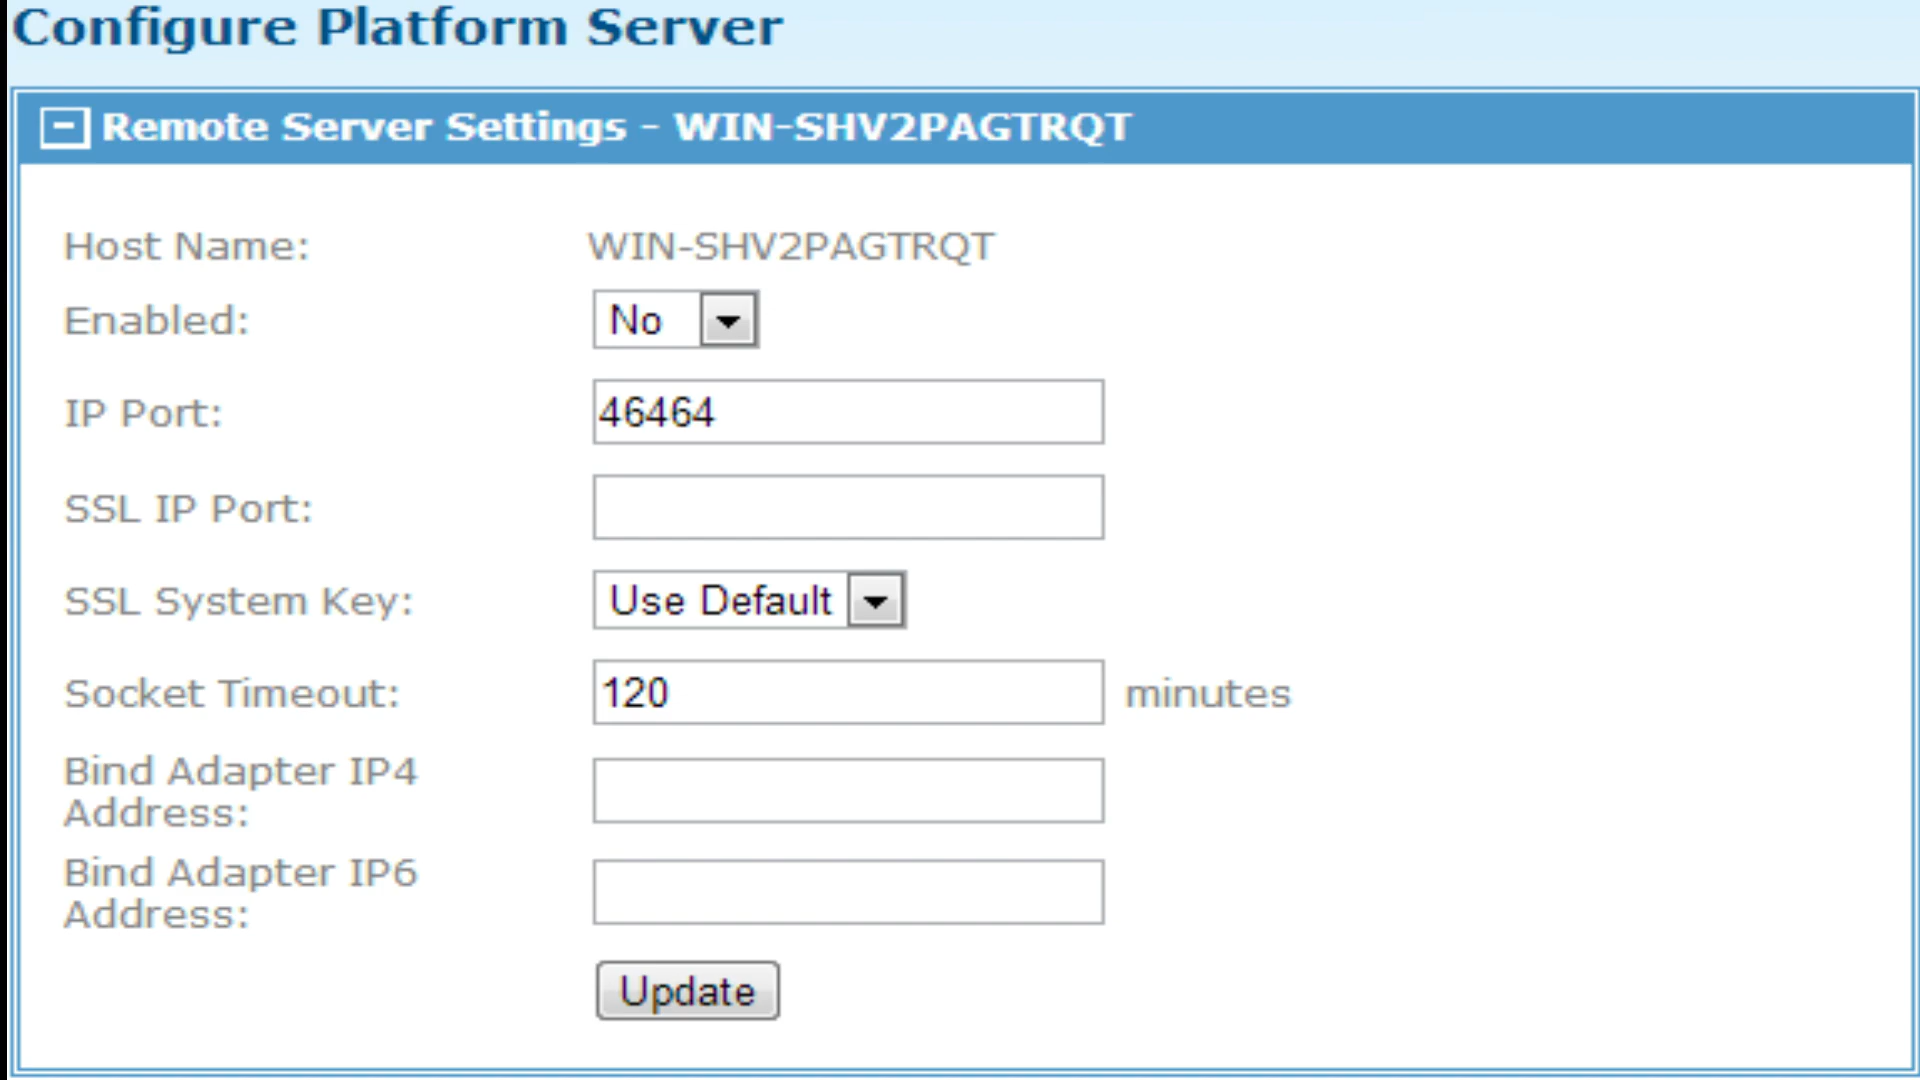 Configure Platform Server
Remote Server Settings - WIN-SHV2PAGTRQT
Host Name: WIN-SHV2PAGTRQT
Enabled: No
IP Port: 46464
SSL IP Port:
SSL System Key: Use Default
Socket Timeout: 120 minutes
Bind Adapter IP4
Address:
Bind Adapter IP6
Address:
Update